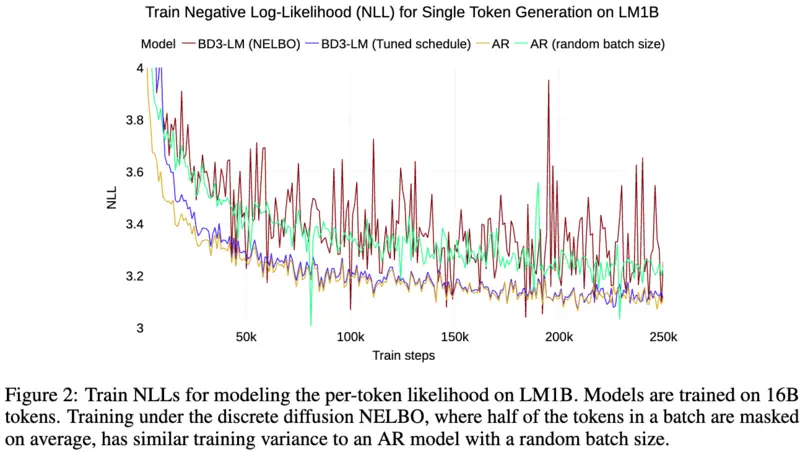 Train Negative Log-Likelihood (NLL) for Single Token Generation on LM1B
Model BD3-LM (NELBO) BD3-LM (Tuned schedule) AR AR (random batch size)
4
3.8
3.6
NLL
3.4
3.2
3
50k 100k 150k 200k 250k
Train steps
Figure 2: Train NLLs for modeling the per-token likelihood on LM1B. Models are trained on 16B
tokens. Training under the discrete diffusion NELBO, where half of the tokens in a batch are masked
on average, has similar training variance to an AR model with a random batch size.